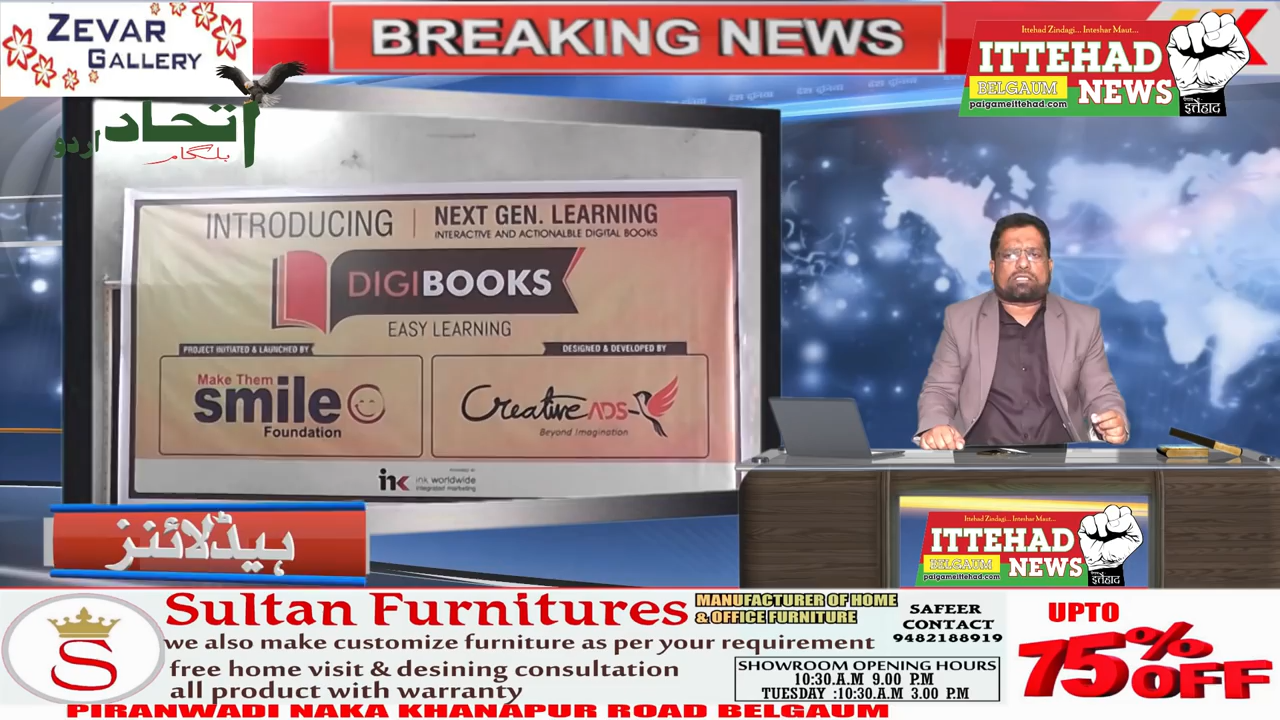 ZEVAR
GALLERY
BREAKING NEWS
Ittehad Zindagi... Inteshar Maut...
ITTEHAD
BELGAUM NEWS
paigameittehad.com
इत्तेहाद
اتحاد
اردو
بلگام
INTRODUCING
NEXT GEN. LEARNING
INTERACTIVE AND ACTIONALBLE DIGITAL BOOKS
DIGIBOOKS
EASY LEARNING
PROJECT INITIATED & LAUNCHED BY
Make Them
smile
Foundation
DESIGNED & DEVELOPED BY
Creative ADS
Beyond Imagination
ink
ink worldwide
integrated marketing
ہیڈلائنز
Ittehad Zindagi... Inteshar Maut...
ITTEHAD
BELGAUM NEWS
paigameittehad.com
इत्तेहाद
S
Sultan Furnitures
MANUFACTURER OF HOME
& OFFICE FURNITURE
we also make customize furniture as per your requirement
free home visit & desining consultation
all product with warranty
SAFEER
CONTACT
9482188919
SHOWROOM OPENING HOURS
10:30.A.M 9.00 P.M
TUESDAY :10:30.A.M 3.00 P.M
UPTO
75% OFF
PIRANWADI NAKA KHANAPUR ROAD BELGAUM